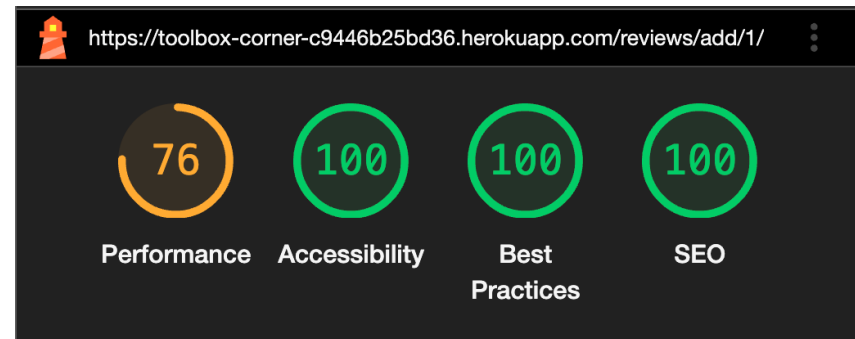 https://toolbox-corner-c9446b25bd36.herokuapp.com/reviews/add/1/
76 100 100 100
Performance Accessibility Best Practices SEO